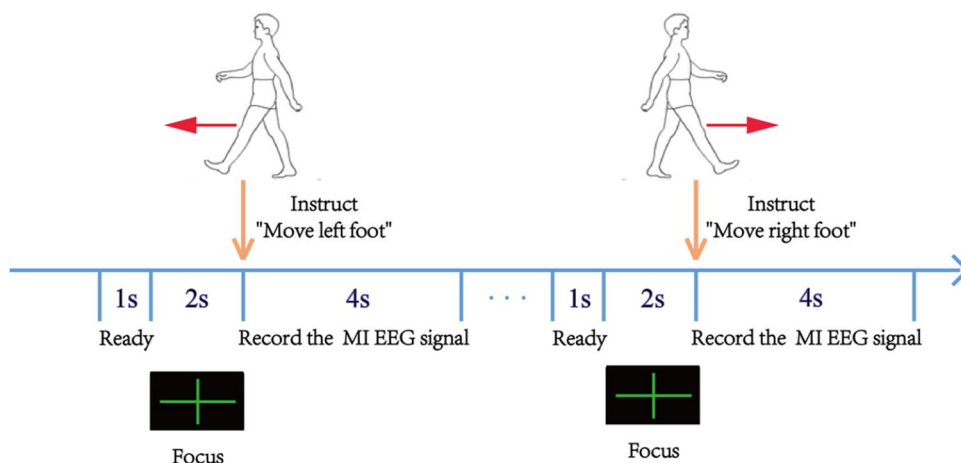 Instruct
"Move left foot"
Instruct
"Move right foot"
1s
2s
4s
· · ·
1s
2s
4s
Ready
Record the MI EEG signal
Ready
Record the MI EEG signal
Focus
Focus